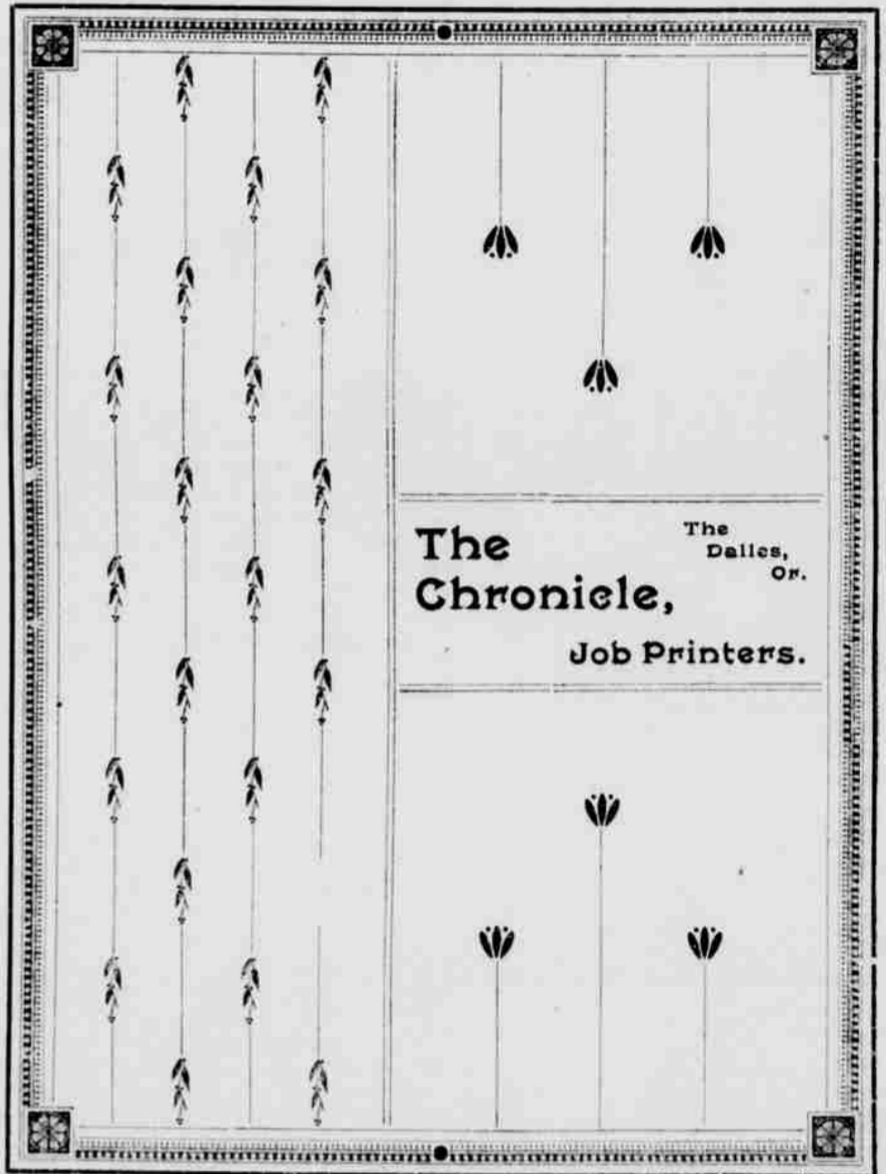 The
Chronicle,
The
Dalles,
Or.
Job Printers.